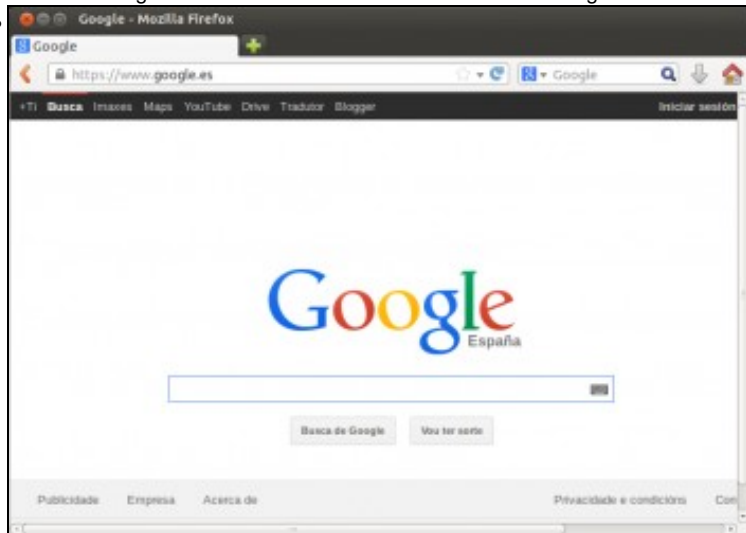 Google - Mozilla Firefox
Google
https://www.google.es
Google
+Ti Busca Imaxes Maps YouTube Drive Tradutor Blogger Iniciar sesión
Google
España
Busca de Google Vou ter sorte
Publicidade Empresa Acerca de Privacidade e condicións Con